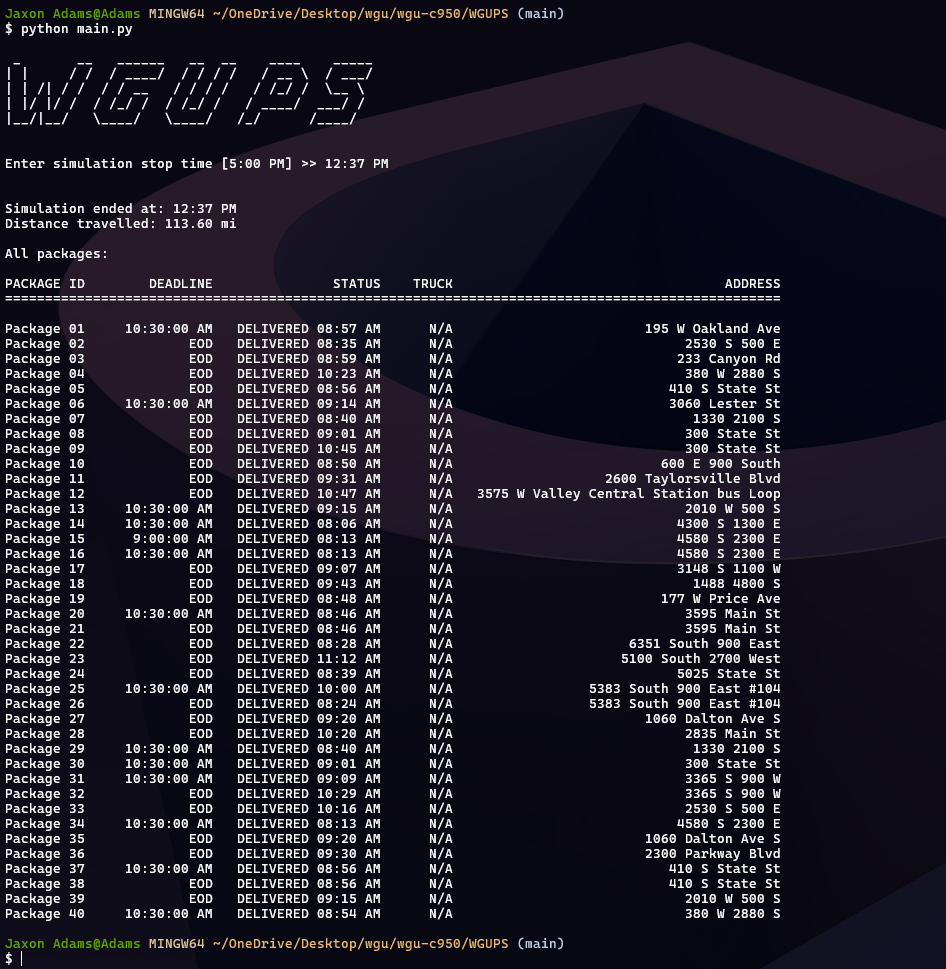 Jaxon Adams@Adams MINGW64 ~/OneDrive/Desktop/wgu/wgu-c950/WGUPS (main)
$ python main.py
WGUPS
Enter simulation stop time [5:00 PM] >> 12:37 PM
Simulation ended at: 12:37 PM
Distance travelled: 113.60 mi
All packages:
PACKAGE ID DEADLINE STATUS TRUCK ADDRESS
=================================================================================================
Package 01 10:30:00 AM DELIVERED 08:57 AM N/A 195 W Oakland Ave
Package 02 EOD DELIVERED 08:35 AM N/A 2530 S 500 E
Package 03 EOD DELIVERED 08:59 AM N/A 233 Canyon Rd
Package 04 EOD DELIVERED 10:23 AM N/A 380 W 2880 S
Package 05 EOD DELIVERED 08:56 AM N/A 410 S State St
Package 06 10:30:00 AM DELIVERED 09:14 AM N/A 3060 Lester St
Package 07 EOD DELIVERED 08:40 AM N/A 1330 2100 S
Package 08 EOD DELIVERED 09:01 AM N/A 300 State St
Package 09 EOD DELIVERED 10:45 AM N/A 300 State St
Package 10 EOD DELIVERED 08:50 AM N/A 600 E 900 South
Package 11 EOD DELIVERED 09:31 AM N/A 2600 Taylorsville Blvd
Package 12 EOD DELIVERED 10:47 AM N/A 3575 W Valley Central Station bus Loop
Package 13 10:30:00 AM DELIVERED 09:15 AM N/A 2010 W 500 S
Package 14 10:30:00 AM DELIVERED 08:06 AM N/A 4300 S 1300 E
Package 15 9:00:00 AM DELIVERED 08:13 AM N/A 4580 S 2300 E
Package 16 10:30:00 AM DELIVERED 08:13 AM N/A 4580 S 2300 E
Package 17 EOD DELIVERED 09:07 AM N/A 3148 S 1100 W
Package 18 EOD DELIVERED 09:43 AM N/A 1488 4800 S
Package 19 EOD DELIVERED 08:48 AM N/A 177 W Price Ave
Package 20 10:30:00 AM DELIVERED 08:46 AM N/A 3595 Main St
Package 21 EOD DELIVERED 08:46 AM N/A 3595 Main St
Package 22 EOD DELIVERED 08:28 AM N/A 6351 South 900 East
Package 23 EOD DELIVERED 11:12 AM N/A 5100 South 2700 West
Package 24 EOD DELIVERED 08:39 AM N/A 5025 State St
Package 25 10:30:00 AM DELIVERED 10:00 AM N/A 5383 South 900 East #104
Package 26 EOD DELIVERED 08:24 AM N/A 5383 South 900 East #104
Package 27 EOD DELIVERED 09:20 AM N/A 1060 Dalton Ave S
Package 28 EOD DELIVERED 10:20 AM N/A 2835 Main St
Package 29 10:30:00 AM DELIVERED 08:40 AM N/A 1330 2100 S
Package 30 10:30:00 AM DELIVERED 09:01 AM N/A 300 State St
Package 31 10:30:00 AM DELIVERED 09:09 AM N/A 3365 S 900 W
Package 32 EOD DELIVERED 10:29 AM N/A 3365 S 900 W
Package 33 EOD DELIVERED 10:16 AM N/A 2530 S 500 E
Package 34 10:30:00 AM DELIVERED 08:13 AM N/A 4580 S 2300 E
Package 35 EOD DELIVERED 09:20 AM N/A 1060 Dalton Ave S
Package 36 EOD DELIVERED 09:30 AM N/A 2300 Parkway Blvd
Package 37 10:30:00 AM DELIVERED 08:56 AM N/A 410 S State St
Package 38 EOD DELIVERED 08:56 AM N/A 410 S State St
Package 39 EOD DELIVERED 09:15 AM N/A 2010 W 500 S
Package 40 10:30:00 AM DELIVERED 08:54 AM N/A 380 W 2880 S
Jaxon Adams@Adams MINGW64 ~/OneDrive/Desktop/wgu/wgu-c950/WGUPS (main)
$